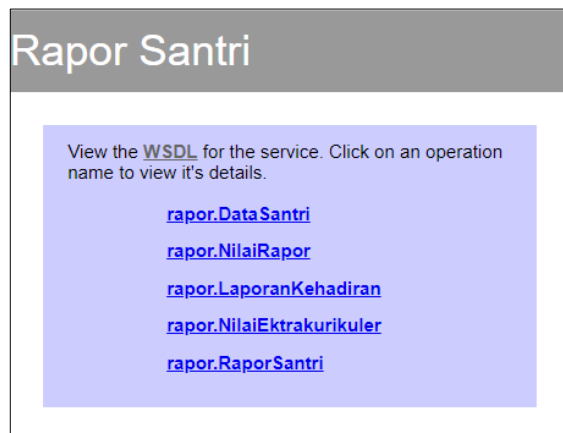 Rapor Santri
View the WSDL for the service. Click on an operation
name to view it's details.
rapor.DataSantri
rapor.NilaiRapor
rapor.LaporanKehadiran
rapor.NilaiEktrakurikuler
rapor.RaporSantri